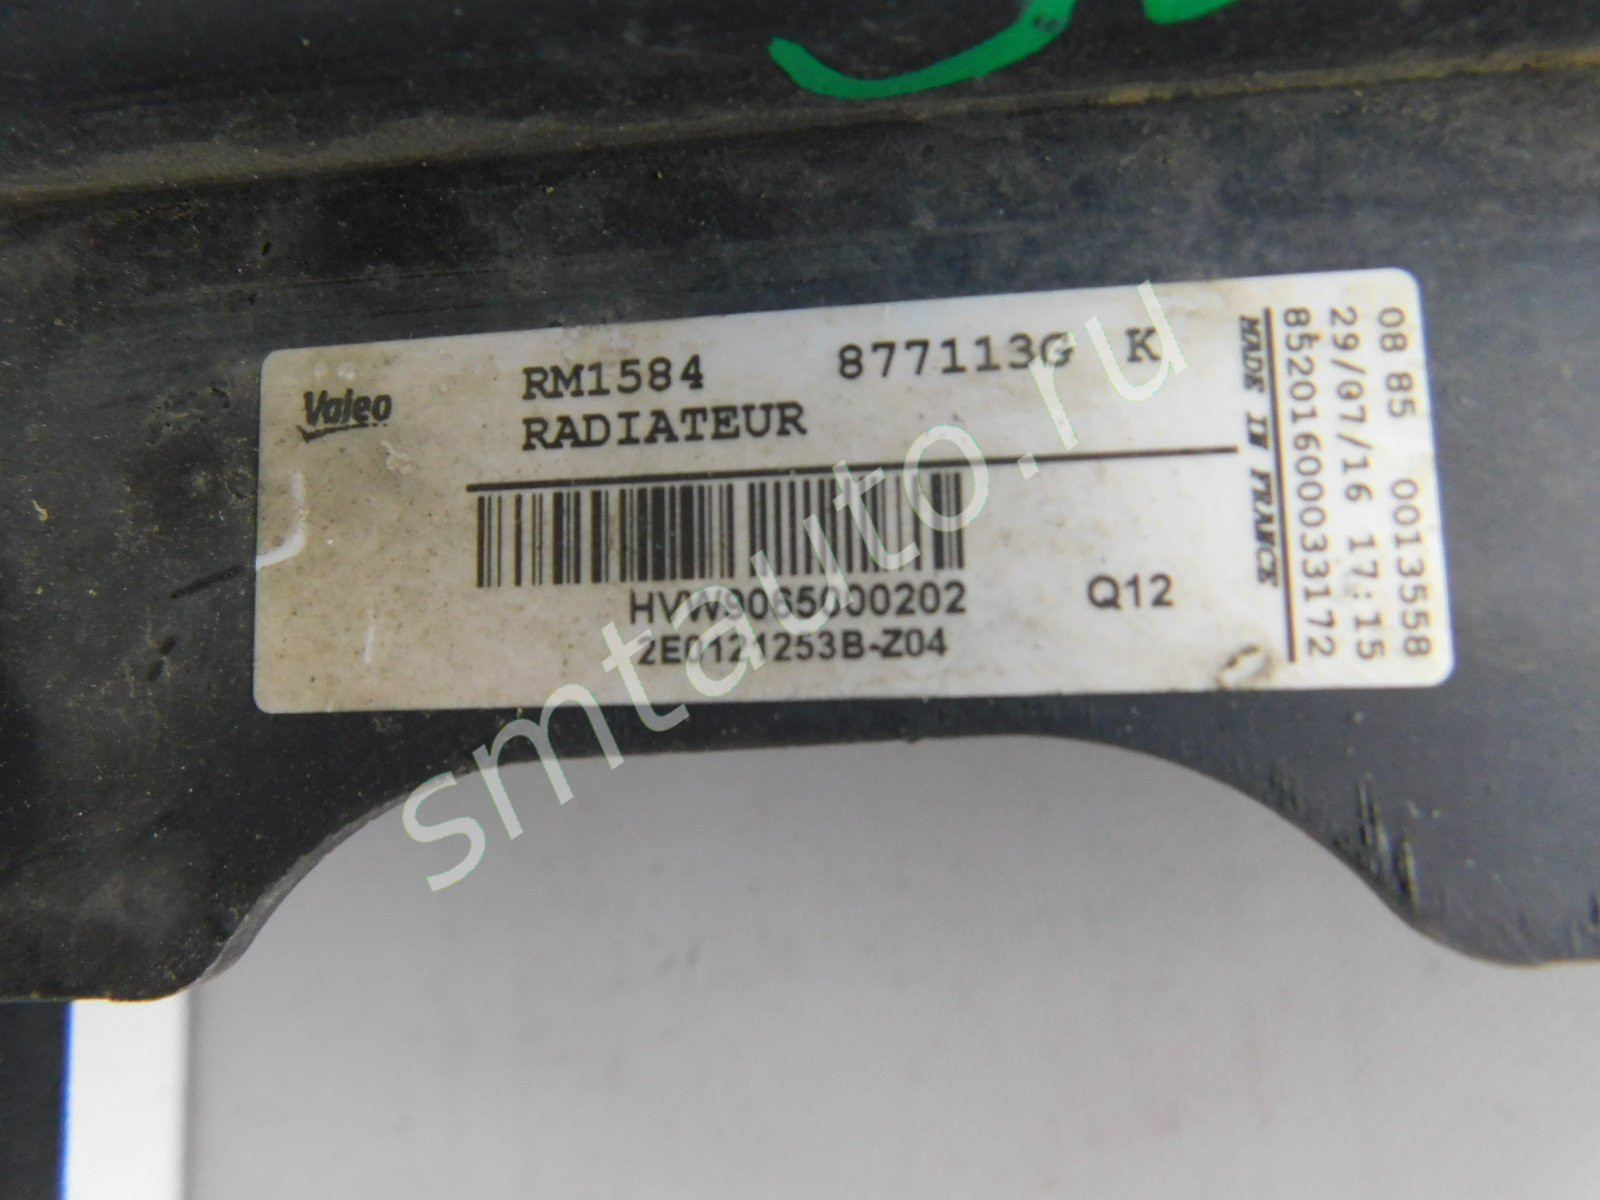 Valeo
RM1584 877113G K
RADIATEUR
HVW9065000202
2E0121253B-Z04
Q12
MADE IN FRANCE
85201600033172
29/07/16 17:15
08 85 0013558
smtauto.ru